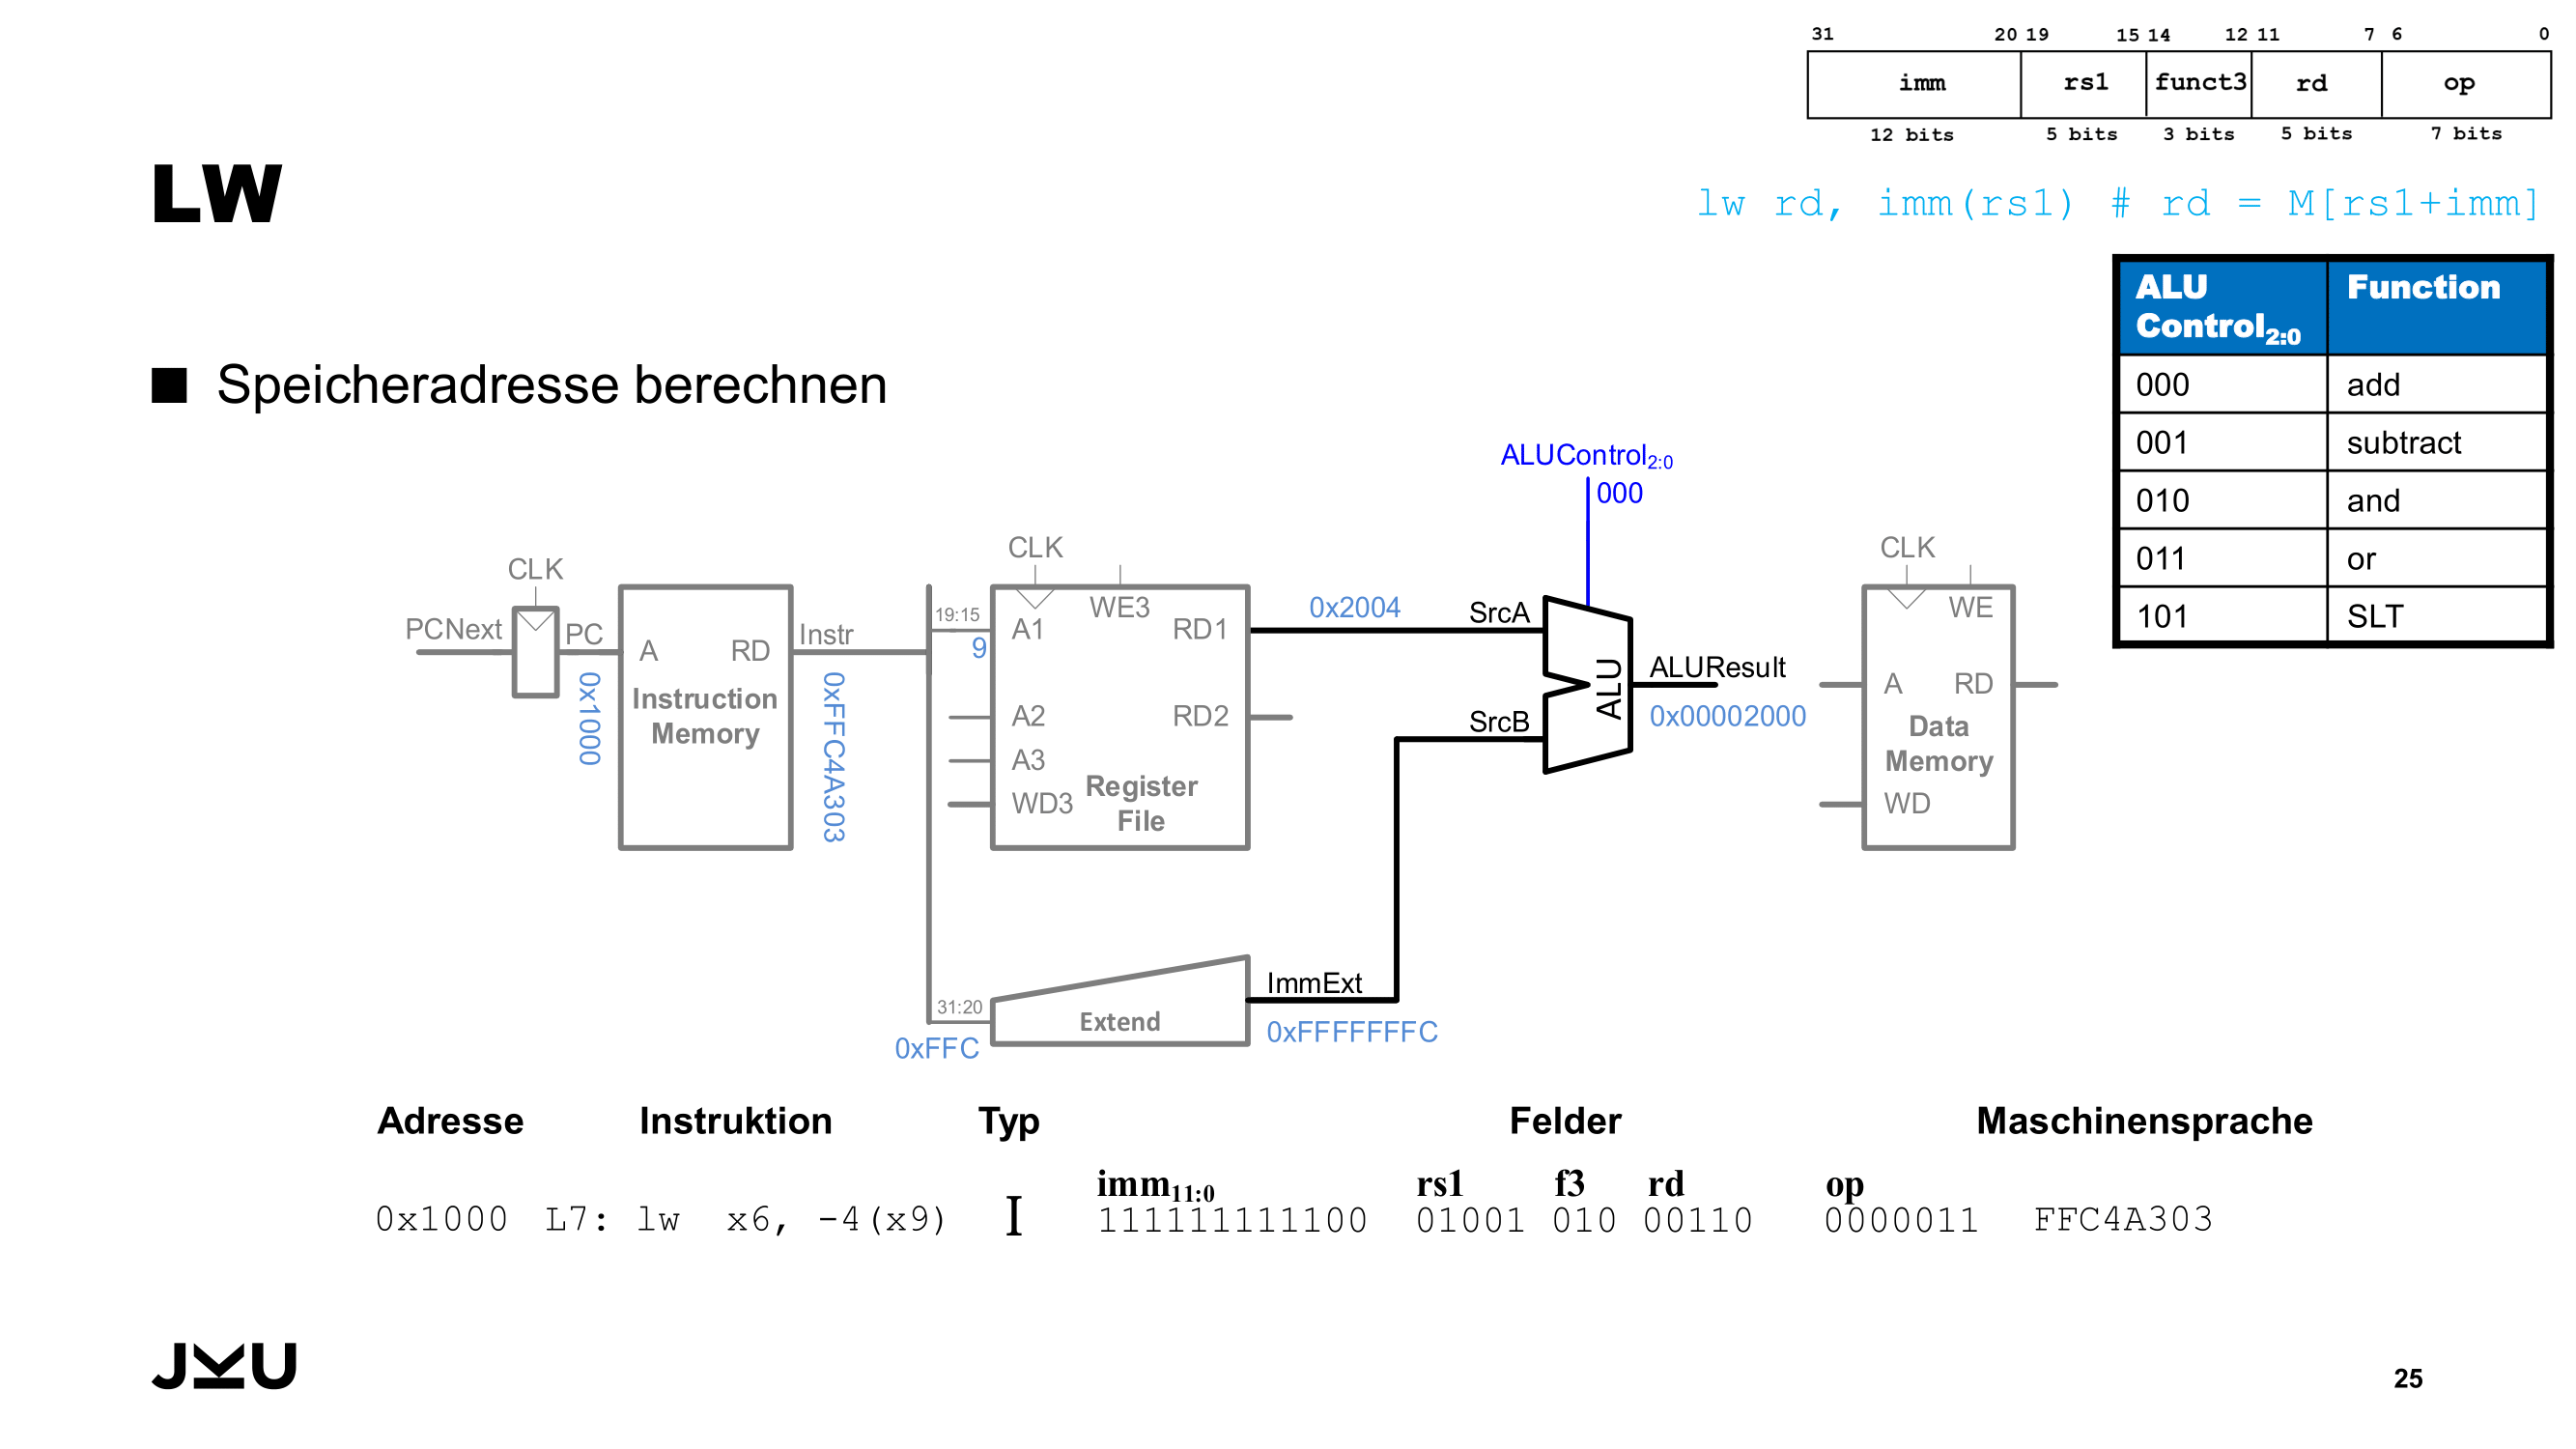 31 20 19 15 14 12 11 7 6 0
imm rs1 funct3 rd op
12 bits 5 bits 3 bits 5 bits 7 bits
LW
lw rd, imm(rs1) # rd = M[rs1+imm]
ALU Function
Control2:0
000 add
001 subtract
010 and
011 or
101 SLT
Speicheradresse berechnen
ALUControl2:0
000
CLK
CLK
CLK
PCNext
PC
0x1000
A RD
Instruction
Memory
Instr
0xFFC4A303
19:15
9
A1 WE3 RD1
A2 RD2
A3
WD3
Register
File
0x2004
SrcA
SrcB
ALU
ALUResult
0x00002000
WE
A RD
Data
Memory
WD
31:20
0xFFC
Extend
ImmExt
0xFFFFFFFC
Adresse Instruktion Typ Felder Maschinensprache
imm11:0 rs1 f3 rd op
0x1000 L7: lw x6, -4(x9) I 111111111100 01001 010 00110 0000011 FFC4A303
JKU
25